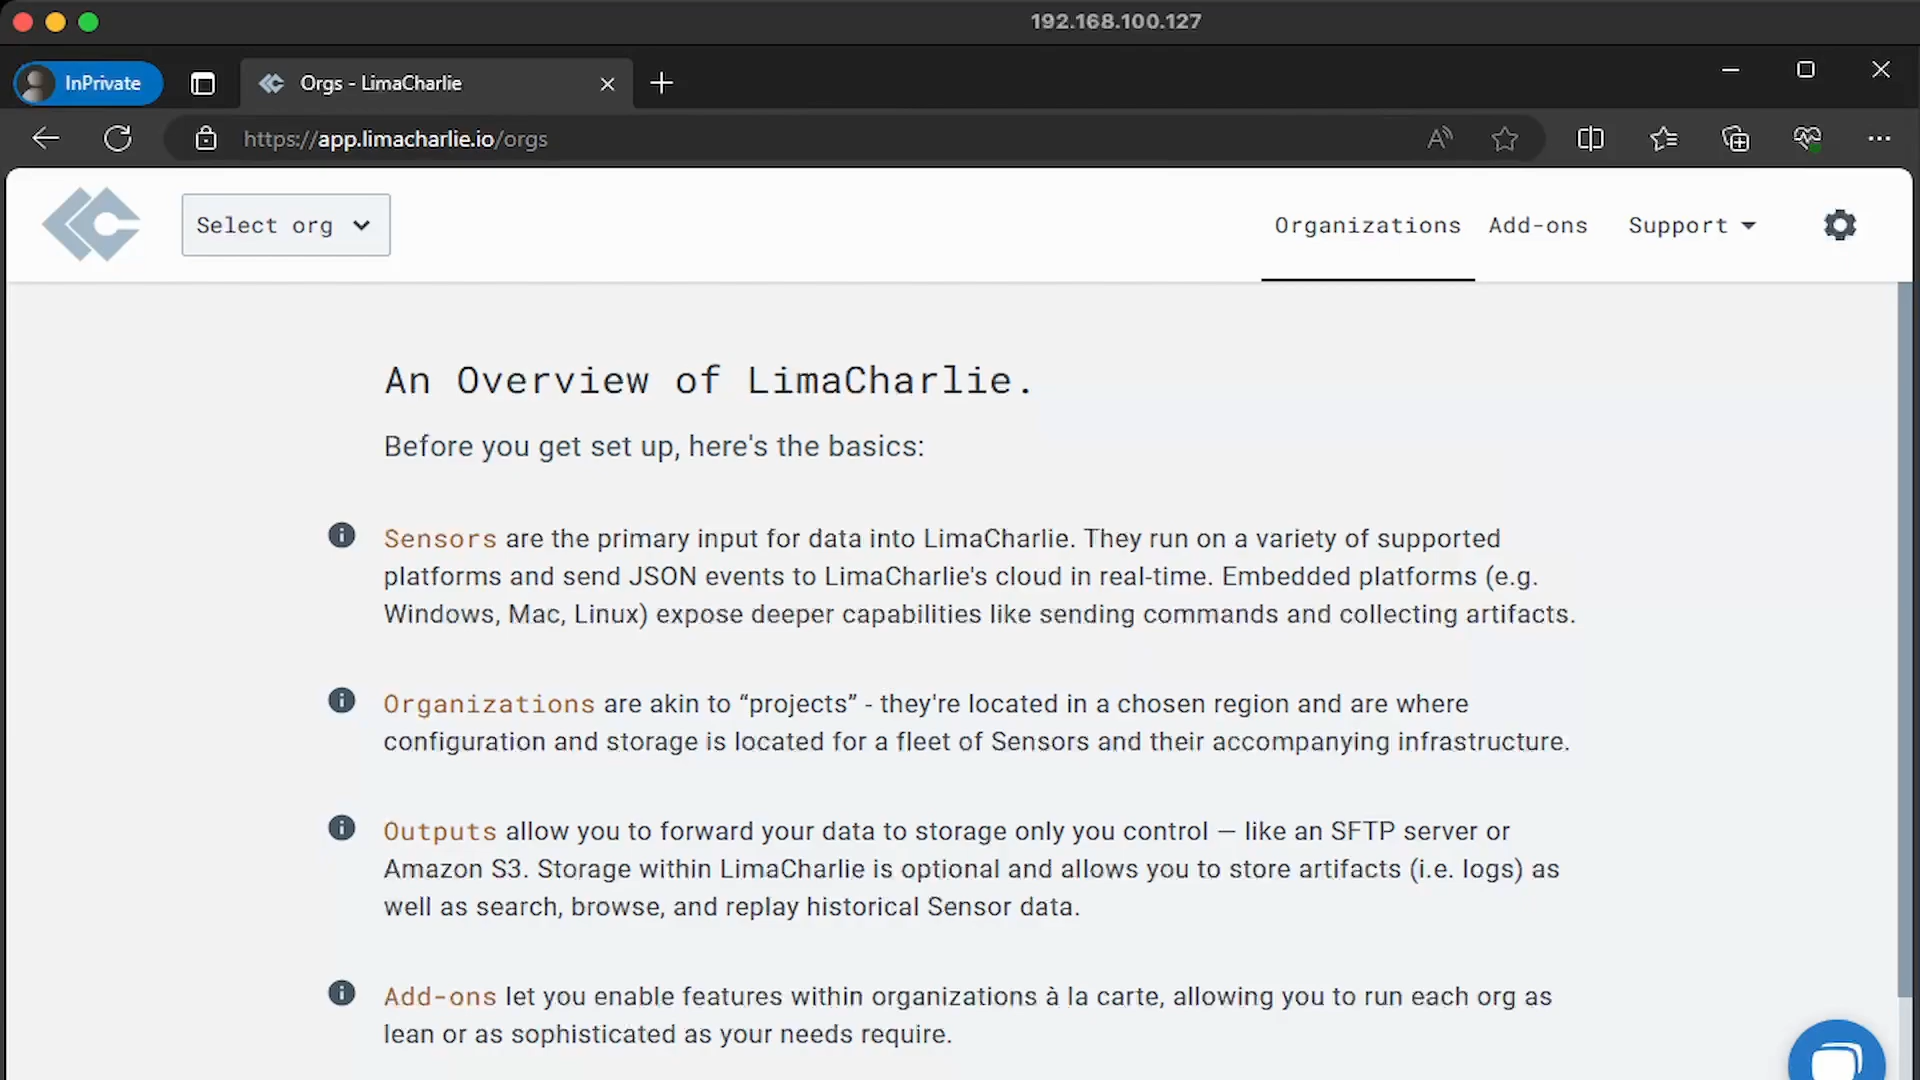 192.168.100.127
InPrivate
Orgs - LimaCharlie
https://app.limacharlie.io/orgs
Select org
Organizations
Add-ons
Support
An Overview of LimaCharlie.
Before you get set up, here's the basics:
Sensors are the primary input for data into LimaCharlie. They run on a variety of supported
platforms and send JSON events to LimaCharlie's cloud in real-time. Embedded platforms (e.g.
Windows, Mac, Linux) expose deeper capabilities like sending commands and collecting artifacts.
Organizations are akin to “projects” - they're located in a chosen region and are where
configuration and storage is located for a fleet of Sensors and their accompanying infrastructure.
Outputs allow you to forward your data to storage only you control — like an SFTP server or
Amazon S3. Storage within LimaCharlie is optional and allows you to store artifacts (i.e. logs) as
well as search, browse, and replay historical Sensor data.
Add-ons let you enable features within organizations à la carte, allowing you to run each org as
lean or as sophisticated as your needs require.